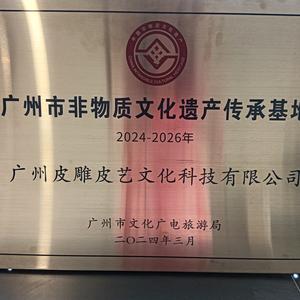 广州市非物质文化遗产传承基地
2024-2026年
广州皮雕皮艺文化科技有限公司
广州市文化广电旅游局
二〇二四年三月